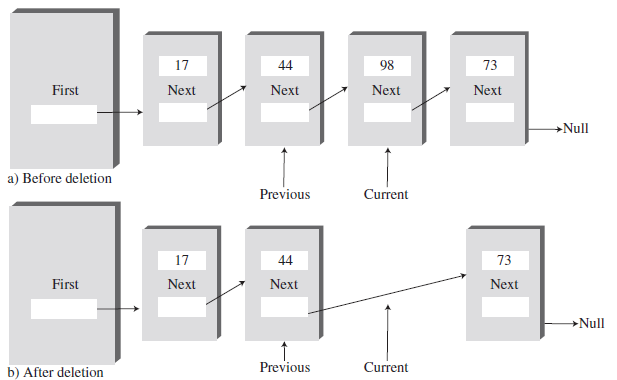 17 44 98 73
First Next Next Next Next
Null
a) Before deletion
Previous Current
17 44 73
First Next Next Next
Null
Previous Current
b) After deletion